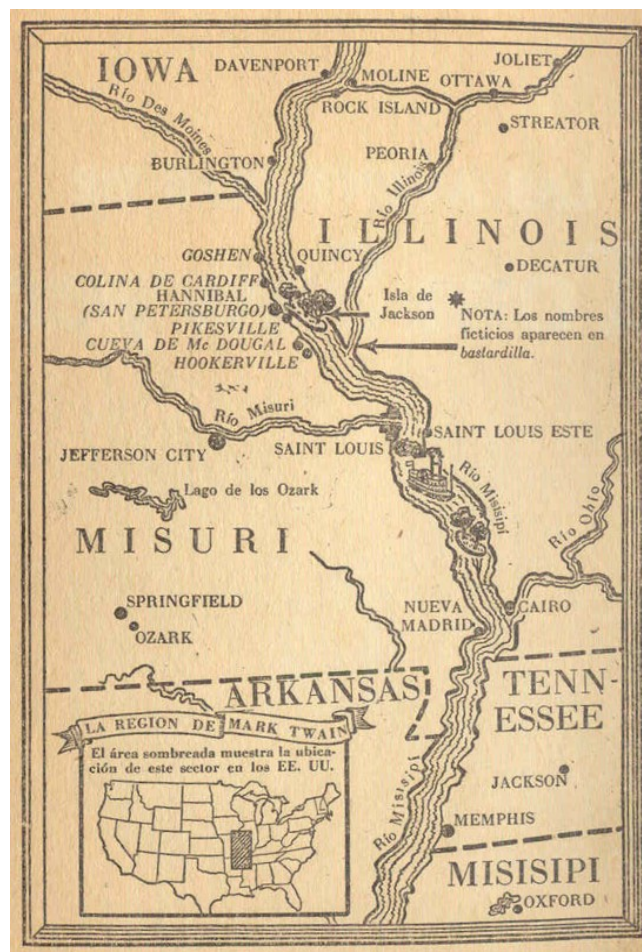 IOWA
DAVENPORT
MOLINE
OTTAWA
JOLIET
Río Des Moines
ROCK ISLAND
STREATOR
BURLINGTON
PEORIA
Río Illinois
ILLINOIS
GOSHEN
QUINCY
DECATUR
COLINA DE CARDIFF
HANNIBAL
(SAN PETERSBURGO)
PIKESVILLE
CUEVA DE Mc DOUGAL
HOOKERVILLE
Isla de
Jackson
NOTA: Los nombres
ficticios aparecen en
bastardilla.
Río Misuri
JEFFERSON CITY
SAINT LOUIS
SAINT LOUIS ESTE
Lago de los Ozark
Río Misisipí
Río Ohio
MISURI
SPRINGFIELD
OZARK
NUEVA
MADRID
CAIRO
ARKANSAS
TENN-
ESSEE
LA REGION DE MARK TWAIN
El área sombreada muestra la ubica-
ción de este sector en los EE. UU.
Río Misisipí
JACKSON
MEMPHIS
MISISIPI
OXFORD